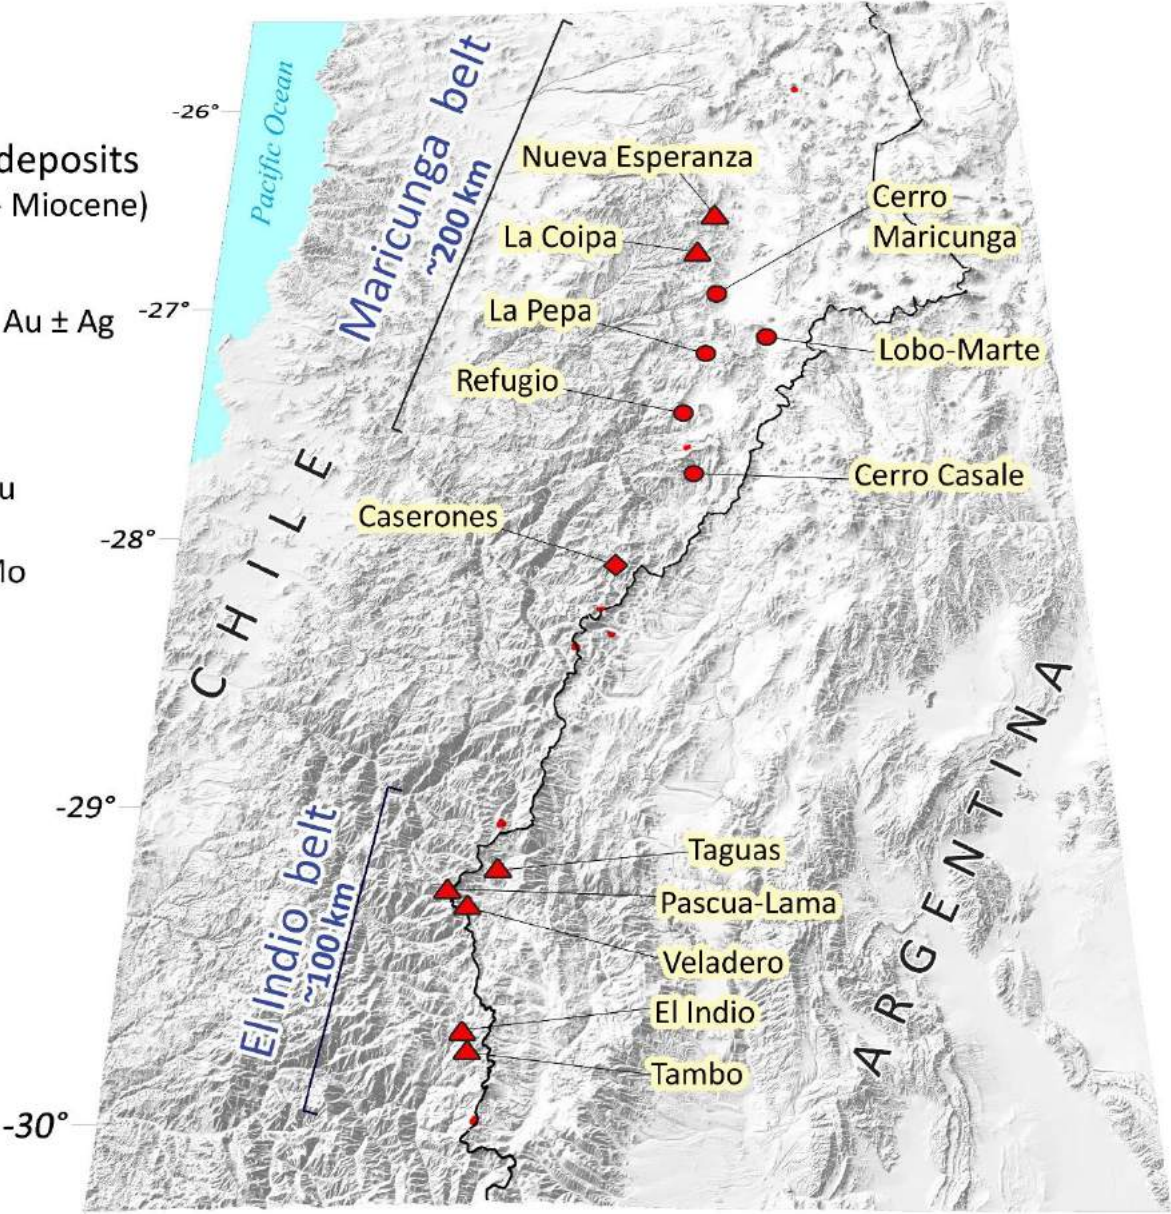 Pacific Ocean
Maricunga belt
~200 km
-26°
deposits
Miocene)
Nueva Esperanza
Cerro
Maricunga
La Coipa
-27°
Au ± Ag
La Pepa
Lobo-Marte
Refugio
Cerro Casale
Caserones
-28°
CHILE
ARGENTINA
-29°
El Indio belt
~100 km
Taguas
Pascua-Lama
Veladero
El Indio
Tambo
-30°